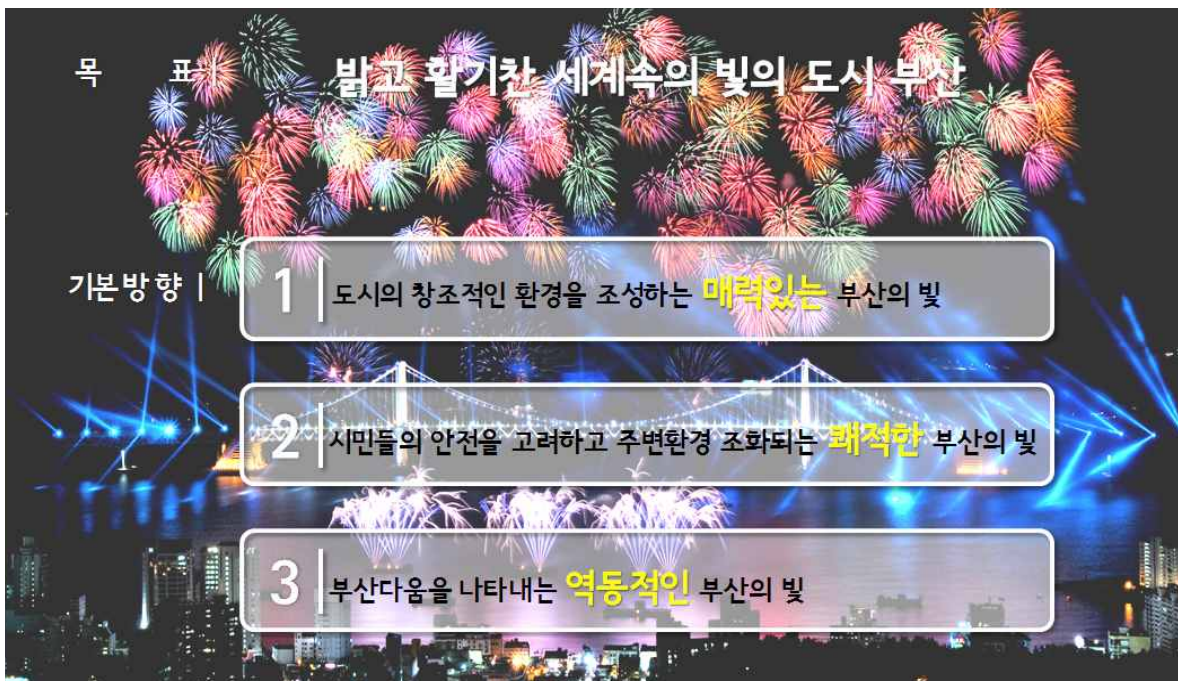 목 표 | 밝고 활기찬 세계속의 빛의 도시 부산
기본방향 | 1 | 도시의 창조적인 환경을 조성하는 매력있는 부산의 빛
2 | 시민들의 안전을 고려하고 주변환경 조화되는 쾌적한 부산의 빛
3 | 부산다움을 나타내는 역동적인 부산의 빛